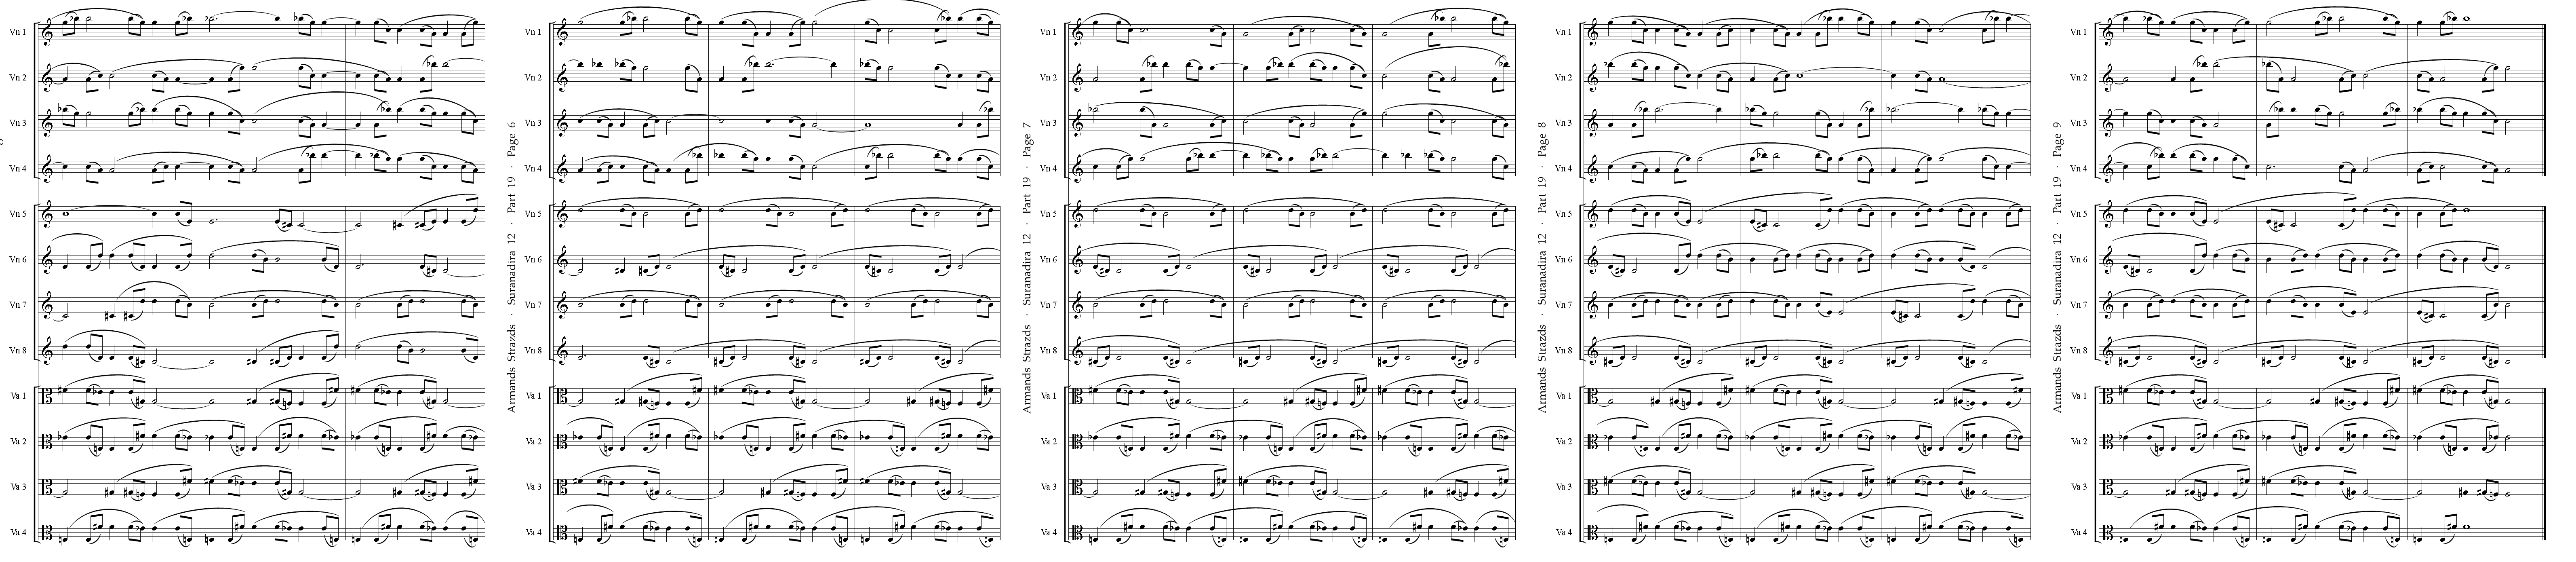 Vn 1
Vn 2
Vn 3
Vn 4
Vn 5
Vn 6
Vn 7
Vn 8
Va 1
Va 2
Va 3
Va 4
Armands Strazds · Suranadira 12 · Part 19 · Page 6
Vn 1
Vn 2
Vn 3
Vn 4
Vn 5
Vn 6
Vn 7
Vn 8
Va 1
Va 2
Va 3
Va 4
Armands Strazds · Suranadira 12 · Part 19 · Page 7
Vn 1
Vn 2
Vn 3
Vn 4
Vn 5
Vn 6
Vn 7
Vn 8
Va 1
Va 2
Va 3
Va 4
Armands Strazds · Suranadira 12 · Part 19 · Page 8
Vn 1
Vn 2
Vn 3
Vn 4
Vn 5
Vn 6
Vn 7
Vn 8
Va 1
Va 2
Va 3
Va 4
Armands Strazds · Suranadira 12 · Part 19 · Page 9
Vn 1
Vn 2
Vn 3
Vn 4
Vn 5
Vn 6
Vn 7
Vn 8
Va 1
Va 2
Va 3
Va 4